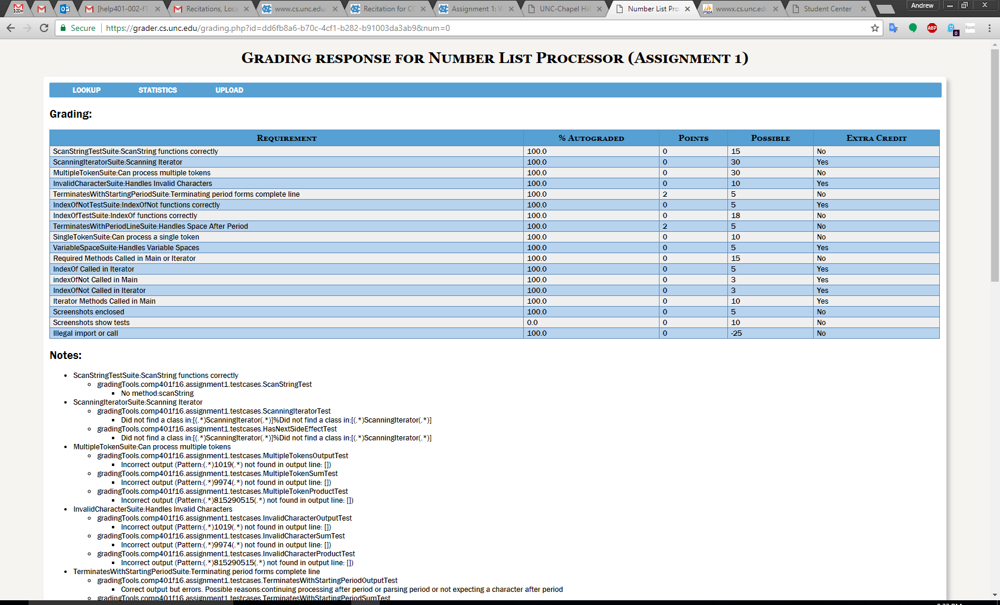 100+
[help401-002-f1
Recitations, Loca
www.cs.unc.edu/
Recitation for CO
Assignment 1: W
UNC-Chapel Hill
Number List Pro
wwwx.cs.unc.ed
Student Center
Andrew
Secure
https://grader.cs.unc.edu/grading.php?id=dd6fb8a6-b70c-4cf1-b282-b91003da3ab9&num=0
ABP
0
font
Grading response for Number List Processor (Assignment 1)
LOOKUP STATISTICS UPLOAD
Grading:
Requirement % Autograded Points Possible Extra Credit
ScanStringTestSuite:ScanString functions correctly 100.0 0 15 No
ScanningIteratorSuite:Scanning Iterator 100.0 0 30 Yes
MultipleTokenSuite:Can process multiple tokens 100.0 0 30 No
InvalidCharacterSuite:Handles Invalid Characters 100.0 0 10 Yes
TerminatesWithStartingPeriodSuite:Terminating period forms complete line 100.0 2 5 No
IndexOfNotTestSuite:IndexOfNot functions correctly 100.0 0 5 Yes
IndexOfTestSuite:IndexOf functions correctly 100.0 0 18 No
TerminatesWithPeriodLineSuite:Handles Space After Period 100.0 2 5 No
SingleTokenSuite:Can process a single token 100.0 0 10 No
VariableSpaceSuite:Handles Variable Spaces 100.0 0 5 Yes
Required Methods Called in Main or Iterator 100.0 0 15 No
IndexOf Called in Iterator 100.0 0 5 Yes
indexOfNot Called in Main 100.0 0 3 Yes
IndexOfNot Called in Iterator 100.0 0 3 Yes
Iterator Methods Called in Main 100.0 0 10 Yes
Screenshots enclosed 100.0 0 5 No
Screenshots show tests 0.0 0 10 No
Illegal import or call 100.0 0 -25 No
Notes:
• ScanStringTestSuite:ScanString functions correctly
gradingTools.comp401f16.assignment1.testcases.ScanStringTest
No method:scanString
• ScanningIteratorSuite:Scanning Iterator
gradingTools.comp401f16.assignment1.testcases.ScanningIteratorTest
Did not find a class in:[(.*)ScanningIterator(.*)]%Did not find a class in:[(.*)ScanningIterator(.*)]
gradingTools.comp401f16.assignment1.testcases.HasNextSideEffectTest
Did not find a class in:[(.*)ScanningIterator(.*)]%Did not find a class in:[(.*)ScanningIterator(.*)]
• MultipleTokenSuite:Can process multiple tokens
gradingTools.comp401f16.assignment1.testcases.MultipleTokensOutputTest
Incorrect output (Pattern:(.*)1019(.*) not found in output line: [])
gradingTools.comp401f16.assignment1.testcases.MultipleTokenSumTest
Incorrect output (Pattern:(.*)9974(.*) not found in output line: [])
gradingTools.comp401f16.assignment1.testcases.MultipleTokenProductTest
Incorrect output (Pattern:(.*)815290515(.*) not found in output line: [])
• InvalidCharacterSuite:Handles Invalid Characters
gradingTools.comp401f16.assignment1.testcases.InvalidCharacterOutputTest
Incorrect output (Pattern:(.*)1019(.*) not found in output line: [])
gradingTools.comp401f16.assignment1.testcases.InvalidCharacterSumTest
Incorrect output (Pattern:(.*)9974(.*) not found in output line: [])
gradingTools.comp401f16.assignment1.testcases.InvalidCharacterProductTest
Incorrect output (Pattern:(.*)815290515(.*) not found in output line: [])
• TerminatesWithStartingPeriodSuite:Terminating period forms complete line
gradingTools.comp401f16.assignment1.testcases.TerminatesWithStartingPeriodOutputTest
Correct output but errors. Possible reasons:continuing processing after period or parsing period or not expecting a character after period
gradingTools.comp401f16.assignment1.testcases.TerminatesWithStartingPeriodSumTest